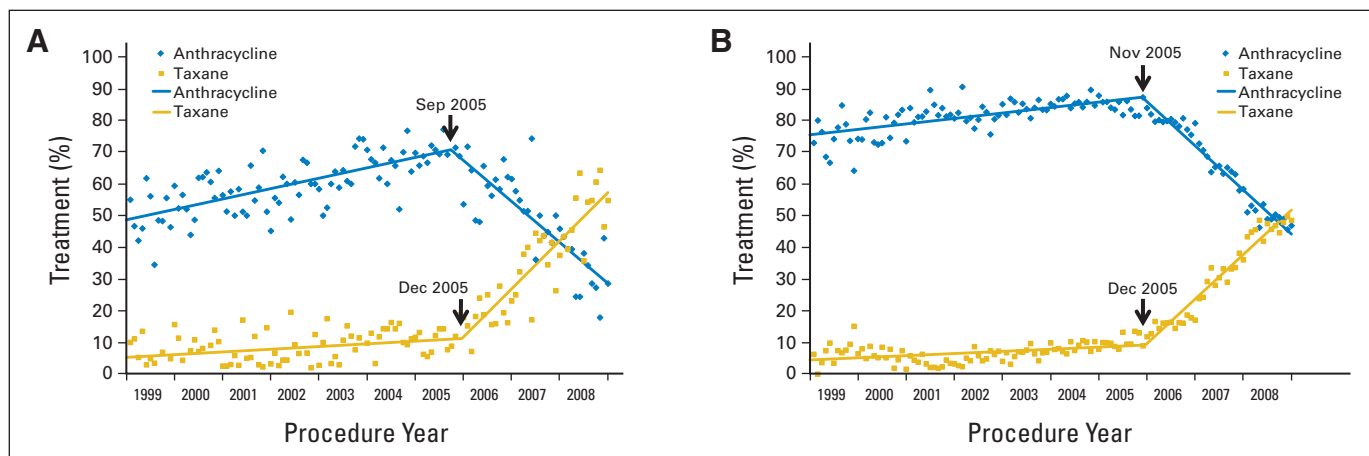 A
Anthracycline
Taxane
Anthracycline
Taxane
Sep 2005
Dec 2005
Treatment (%)
100
90
80
70
60
50
40
30
20
10
0
1999 2000 2001 2002 2003 2004 2005 2006 2007 2008
Procedure Year
B
Anthracycline
Taxane
Anthracycline
Taxane
Nov 2005
Dec 2005
Treatment (%)
100
90
80
70
60
50
40
30
20
10
0
1999 2000 2001 2002 2003 2004 2005 2006 2007 2008
Procedure Year